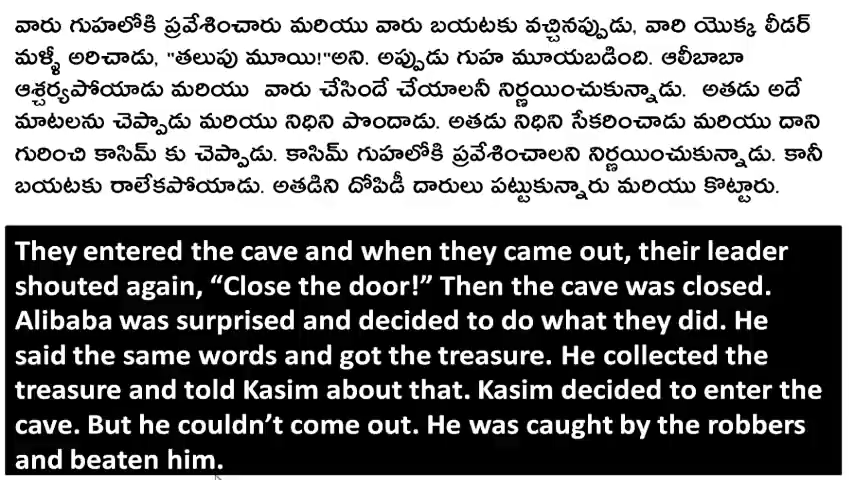 వారు గుహలోకి ప్రవేశించారు మరియు వారు బయటకు వచ్చినప్పుడు, వారి యొక్క లీడర్
మళ్ళీ అరిచాడు, "తలుపు మూయి!"అని. అప్పుడు గుహ మూయబడింది. ఆలీబాబా
ఆశ్చర్యపోయాడు మరియు వారు చేసిందే చేయాలనీ నిర్ణయించుకున్నాడు. అతడు అదే
మాటలను చెప్పాడు మరియు నిధిని పొందాడు. అతడు నిధిని సేకరించాడు మరియు దాని
గురించి కాసిమ్ కు చెప్పాడు. కాసిమ్ గుహలోకి ప్రవేశించాలని నిర్ణయించుకున్నాడు. కానీ
బయటకు రాలేకపోయాడు. అతడిని దోపిడీ దారులు పట్టుకున్నారు మరియు కొట్టారు.
They entered the cave and when they came out, their leader
shouted again, “Close the door!” Then the cave was closed.
Alibaba was surprised and decided to do what they did. He
said the same words and got the treasure. He collected the
treasure and told Kasim about that. Kasim decided to enter the
cave. But he couldn’t come out. He was caught by the robbers
and beaten him.